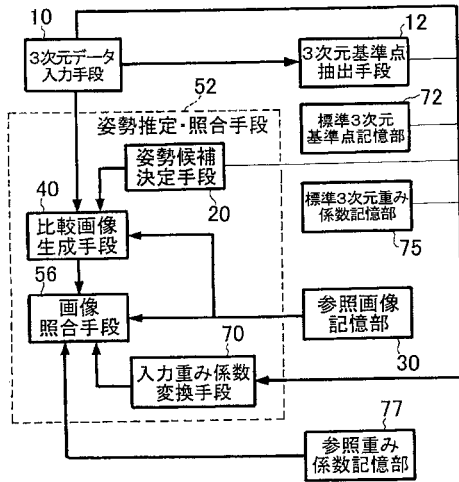 10
3次元データ
入力手段
12
3次元基準点
抽出手段
52
姿勢推定・照合手段
72
標準3次元
基準点記憶部
姿勢候補
決定手段
20
40
比較画像
生成手段
標準3次元重み
係数記憶部
75
56
画像
照合手段
参照画像
記憶部
30
70
入力重み係数
変換手段
77
参照重み
係数記憶部